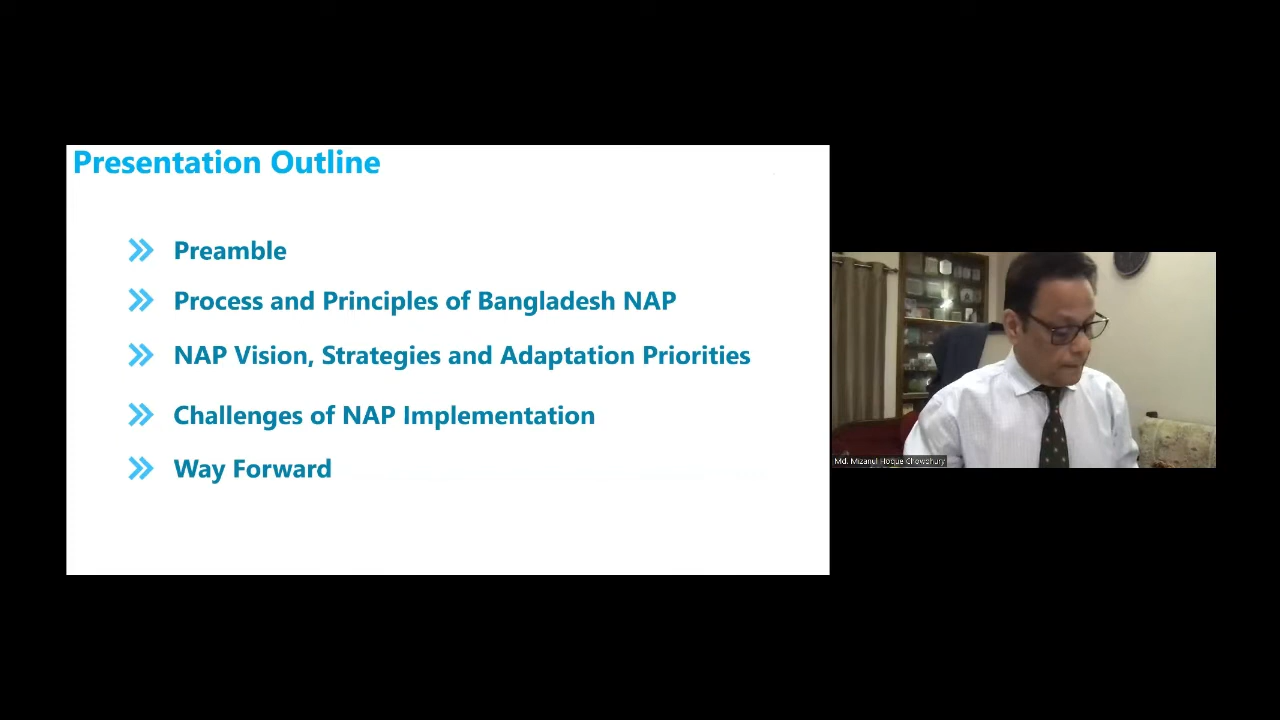 Presentation Outline
Preamble
Process and Principles of Bangladesh NAP
NAP Vision, Strategies and Adaptation Priorities
Challenges of NAP Implementation
Way Forward
Md. Mizanul Hoque Chowdhury